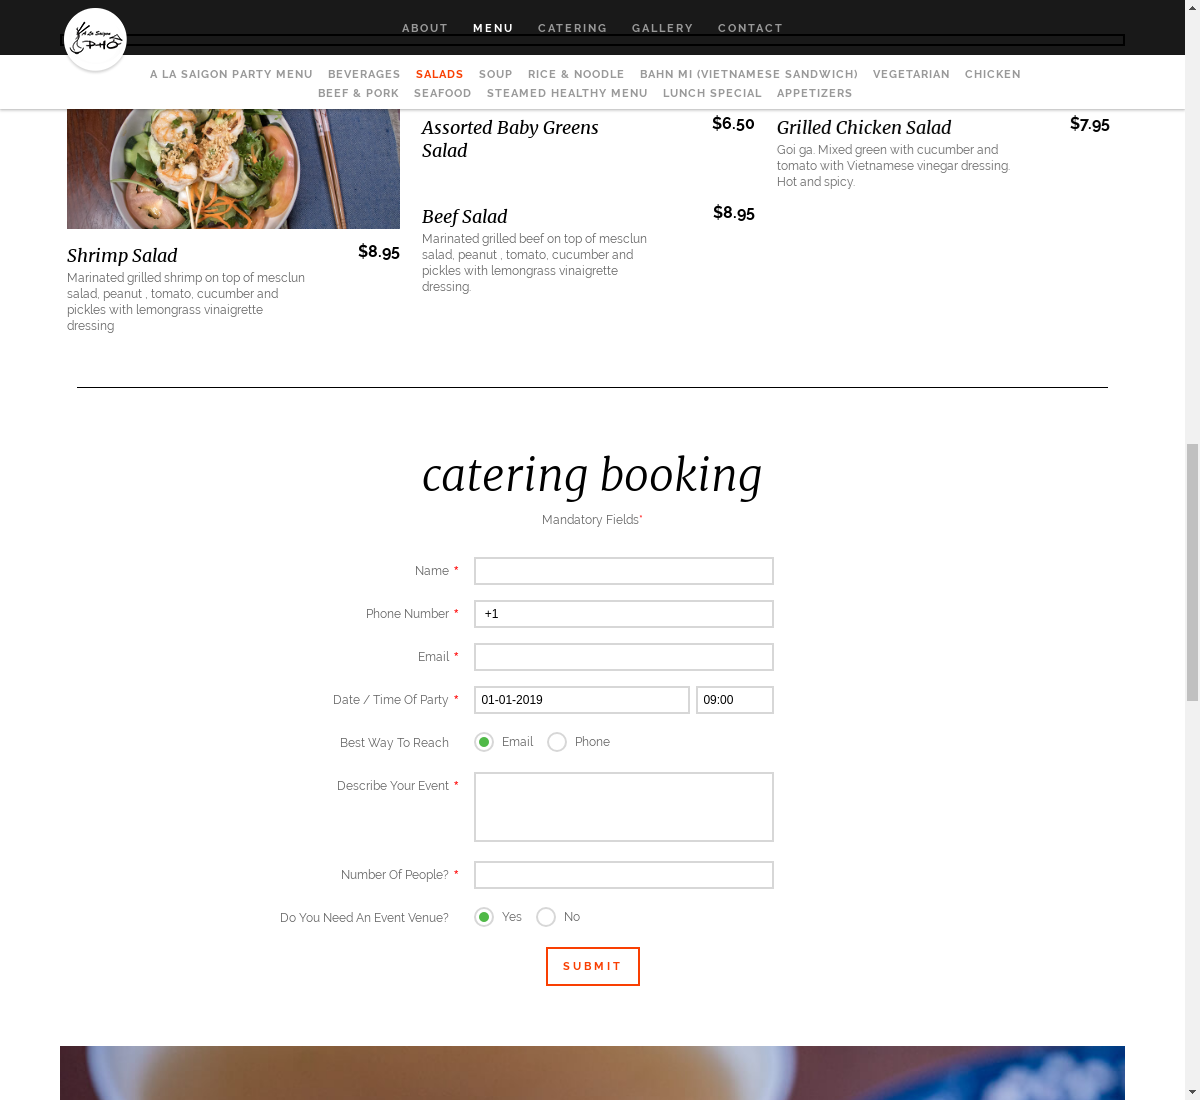 A La Saigon
PHO
ABOUT MENU CATERING GALLERY CONTACT
A LA SAIGON PARTY MENU BEVERAGES SALADS SOUP RICE & NOODLE BAHN MI (VIETNAMESE SANDWICH) VEGETARIAN CHICKEN
BEEF & PORK SEAFOOD STEAMED HEALTHY MENU LUNCH SPECIAL APPETIZERS
Shrimp Salad $8.95
Marinated grilled shrimp on top of mesclun
salad, peanut , tomato, cucumber and
pickles with lemongrass vinaigrette
dressing
Assorted Baby Greens $6.50
Salad
Beef Salad $8.95
Marinated grilled beef on top of mesclun
salad, peanut , tomato, cucumber and
pickles with lemongrass vinaigrette
dressing.
Grilled Chicken Salad $7.95
Goi ga. Mixed green with cucumber and
tomato with Vietnamese vinegar dressing.
Hot and spicy.
catering booking
Mandatory Fields*
Name *
Phone Number * +1
Email *
Date / Time Of Party * 01-01-2019 09:00
Best Way To Reach Email Phone
Describe Your Event *
Number Of People? *
Do You Need An Event Venue? Yes No
SUBMIT